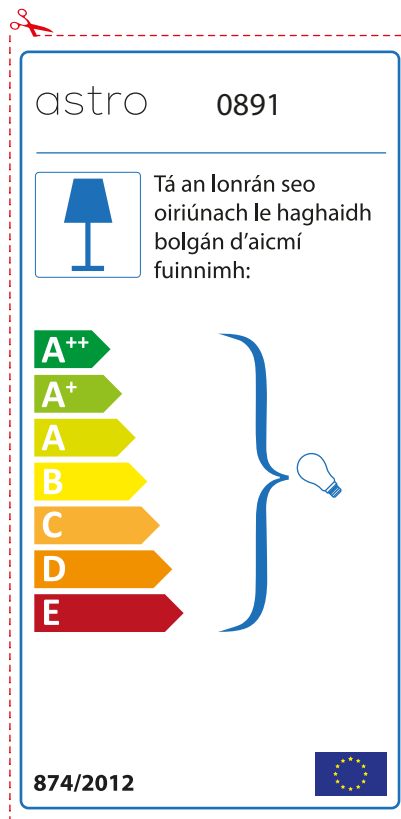 astro 0891
Tá an lonrán seo
oiriúnach le haghaidh
bolgán d'aicmí
fuinnimh:
A++
A+
A
B
C
D
E
874/2012